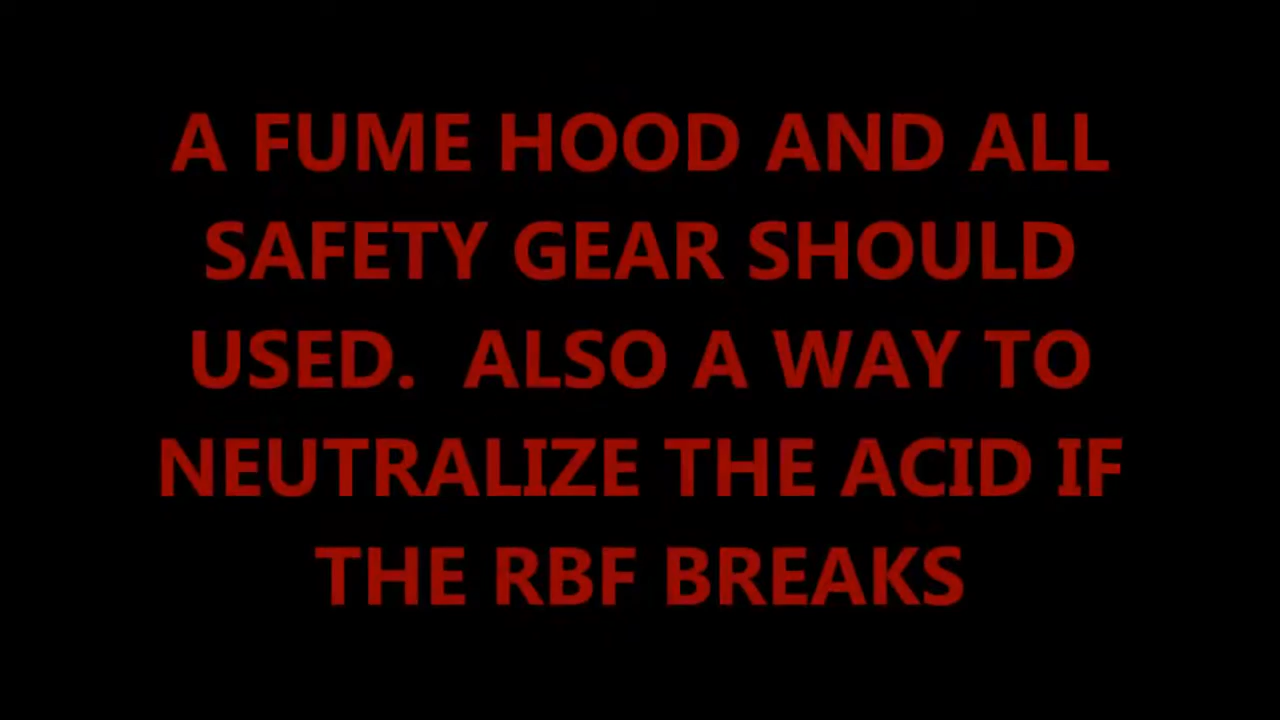 A FUME HOOD AND ALL
SAFETY GEAR SHOULD
USED.  ALSO A WAY TO
NEUTRALIZE THE ACID IF
THE RBF BREAKS